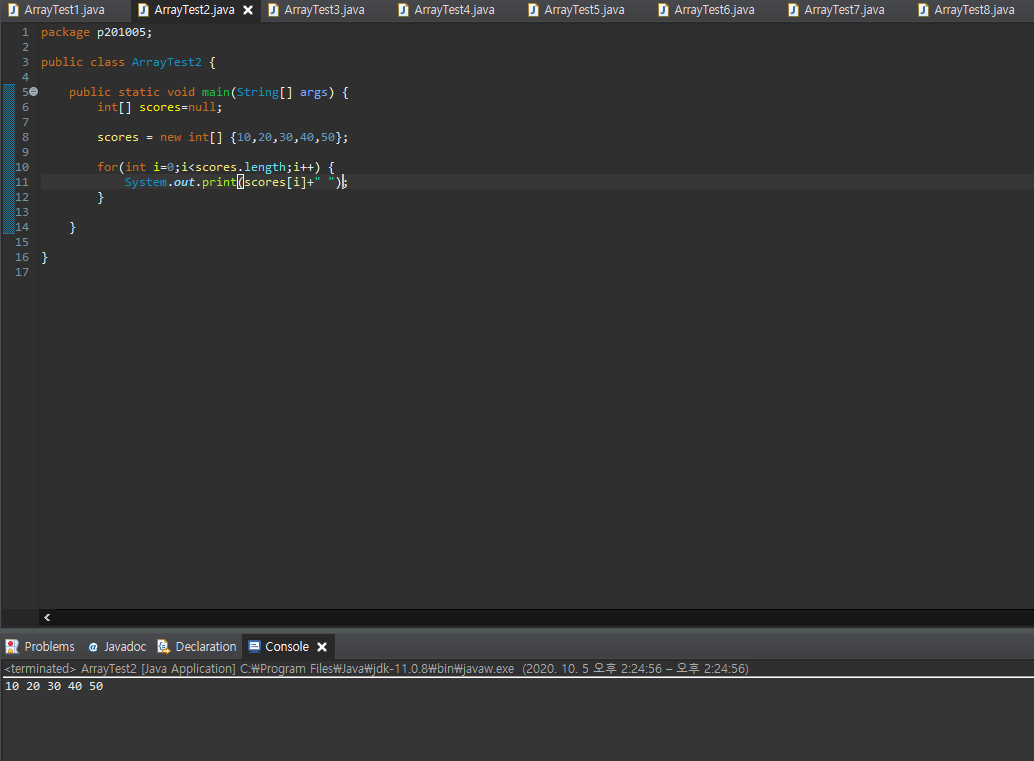 ArrayTest1.java ArrayTest2.java ArrayTest3.java ArrayTest4.java ArrayTest5.java ArrayTest6.java ArrayTest7.java ArrayTest8.java
1 package p201005;
2
3 public class ArrayTest2 {
4
5 public static void main(String[] args) {
6 int[] scores=null;
7
8 scores = new int[] {10,20,30,40,50};
9
10 for(int i=0;i<scores.length;i++) {
11 System.out.print(scores[i]+" ");
12 }
13
14 }
15
16 }
17
Problems @ Javadoc Declaration Console
<terminated> ArrayTest2 [Java Application] C:₩Program Files₩Java₩jdk-11.0.8₩bin₩javaw.exe (2020. 10. 5 오후 2:24:56 – 오후 2:24:56)
10 20 30 40 50